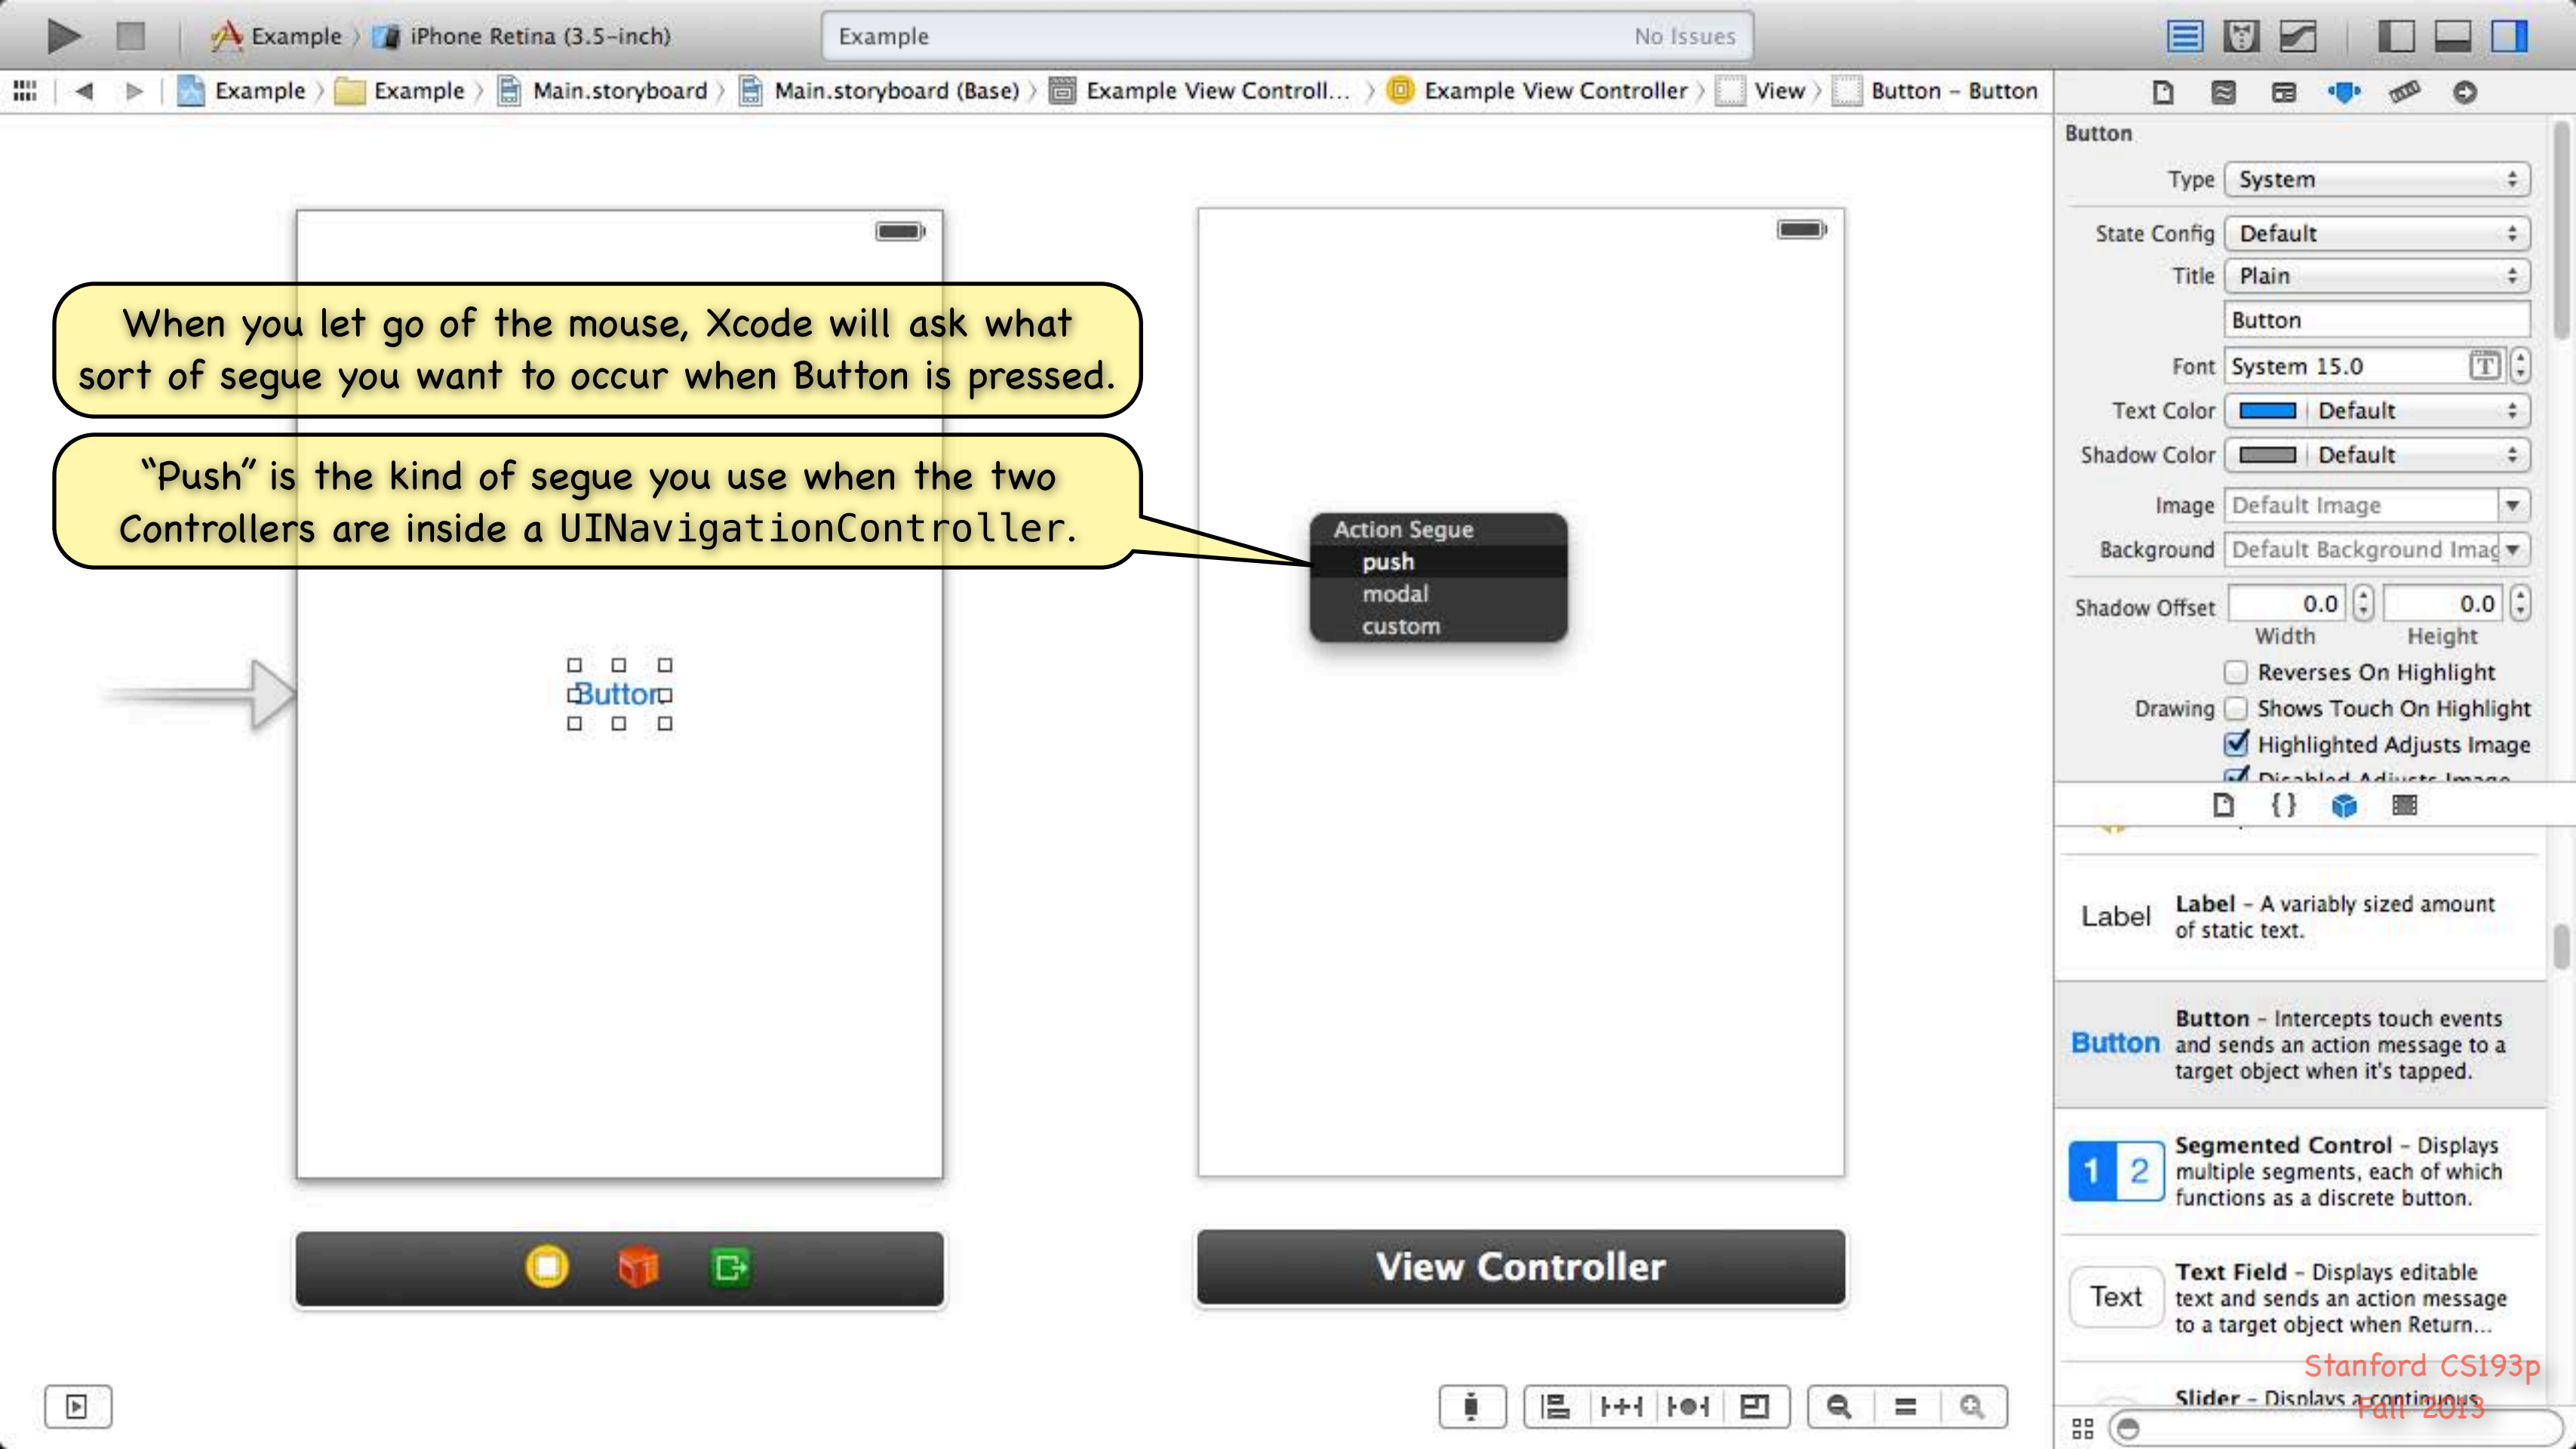 Example
iPhone Retina (3.5-inch)
Example
No Issues
Example
Example
Main.storyboard
Main.storyboard (Base)
Example View Controll...
Example View Controller
View
Button - Button
When you let go of the mouse, Xcode will ask what
sort of segue you want to occur when Button is pressed.
“Push” is the kind of segue you use when the two
Controllers are inside a UINavigationController.
Button
Action Segue
push
modal
custom
View Controller
Button
Type System
State Config Default
Title Plain
Button
Font System 15.0
Text Color Default
Shadow Color Default
Image Default Image
Background Default Background Imag
Shadow Offset 0.0 0.0
Width Height
Reverses On Highlight
Drawing Shows Touch On Highlight
Highlighted Adjusts Image
Disabled Adjusts Image
Label
Label - A variably sized amount
of static text.
Button
Button - Intercepts touch events
and sends an action message to a
target object when it's tapped.
1 2
Segmented Control - Displays
multiple segments, each of which
functions as a discrete button.
Text
Text Field - Displays editable
text and sends an action message
to a target object when Return...
Slider - Displays a continuous
Stanford CS193p
Fall 2013